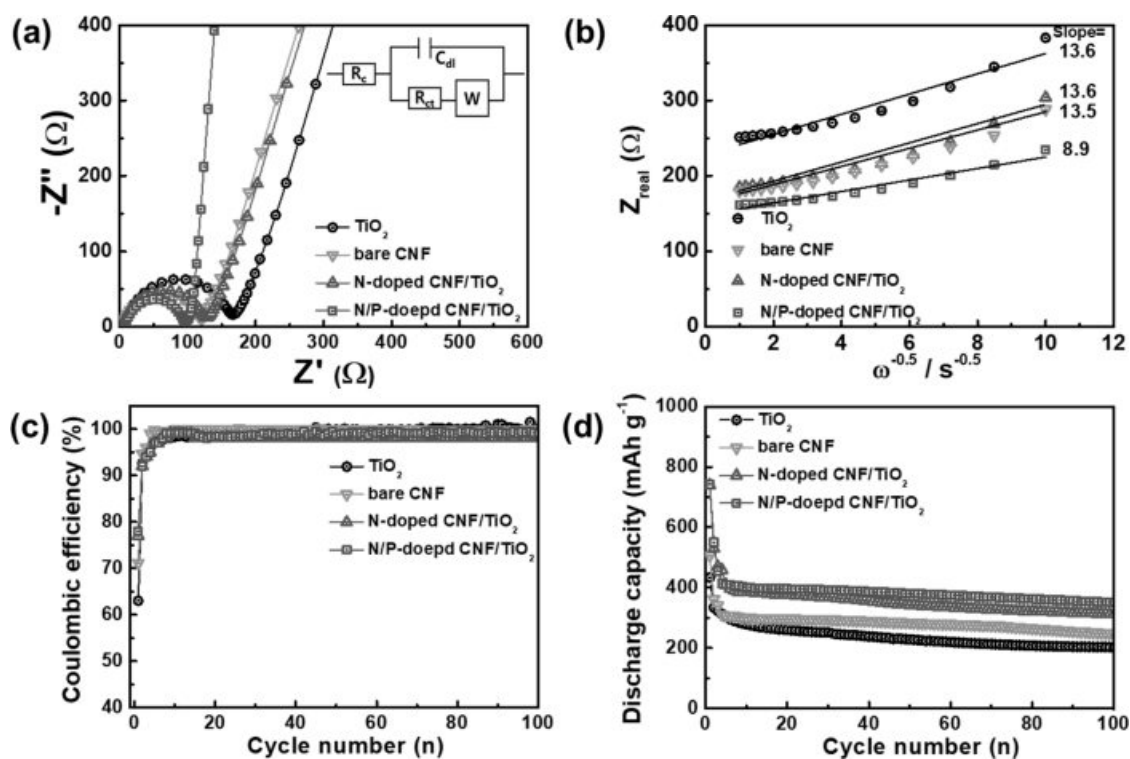 (a)
400
300
200
100
0
-Z" (Ω)
0 100 200 300 400 500 600
Z' (Ω)
R_c
C_dl
R_ct
W
TiO₂
bare CNF
N-doped CNF/TiO₂
N/P-doepd CNF/TiO₂
(b)
400
300
200
100
0
Z_real (Ω)
0 2 4 6 8 10 12
ω^-0.5 / s^-0.5
Slope=
13.6
13.6
13.5
8.9
TiO₂
bare CNF
N-doped CNF/TiO₂
N/P-doped CNF/TiO₂
(c)
100
90
80
70
60
50
40
Coulombic efficiency (%)
0 20 40 60 80 100
Cycle number (n)
TiO₂
bare CNF
N-doped CNF/TiO₂
N/P-doepd CNF/TiO₂
(d)
1000
800
600
400
200
0
Discharge capacity (mAh g⁻¹)
0 20 40 60 80 100
Cycle number (n)
TiO₂
bare CNF
N-doped CNF/TiO₂
N/P-doepd CNF/TiO₂